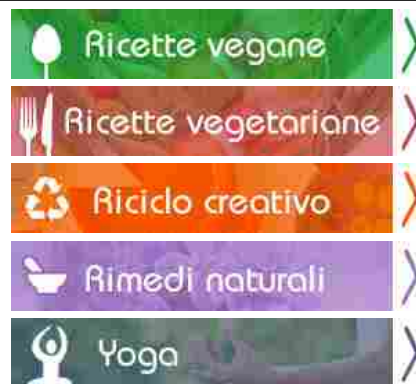 Ricette vegane
Ricette vegetariane
Riciclo creativo
Rimedi naturali
Yoga